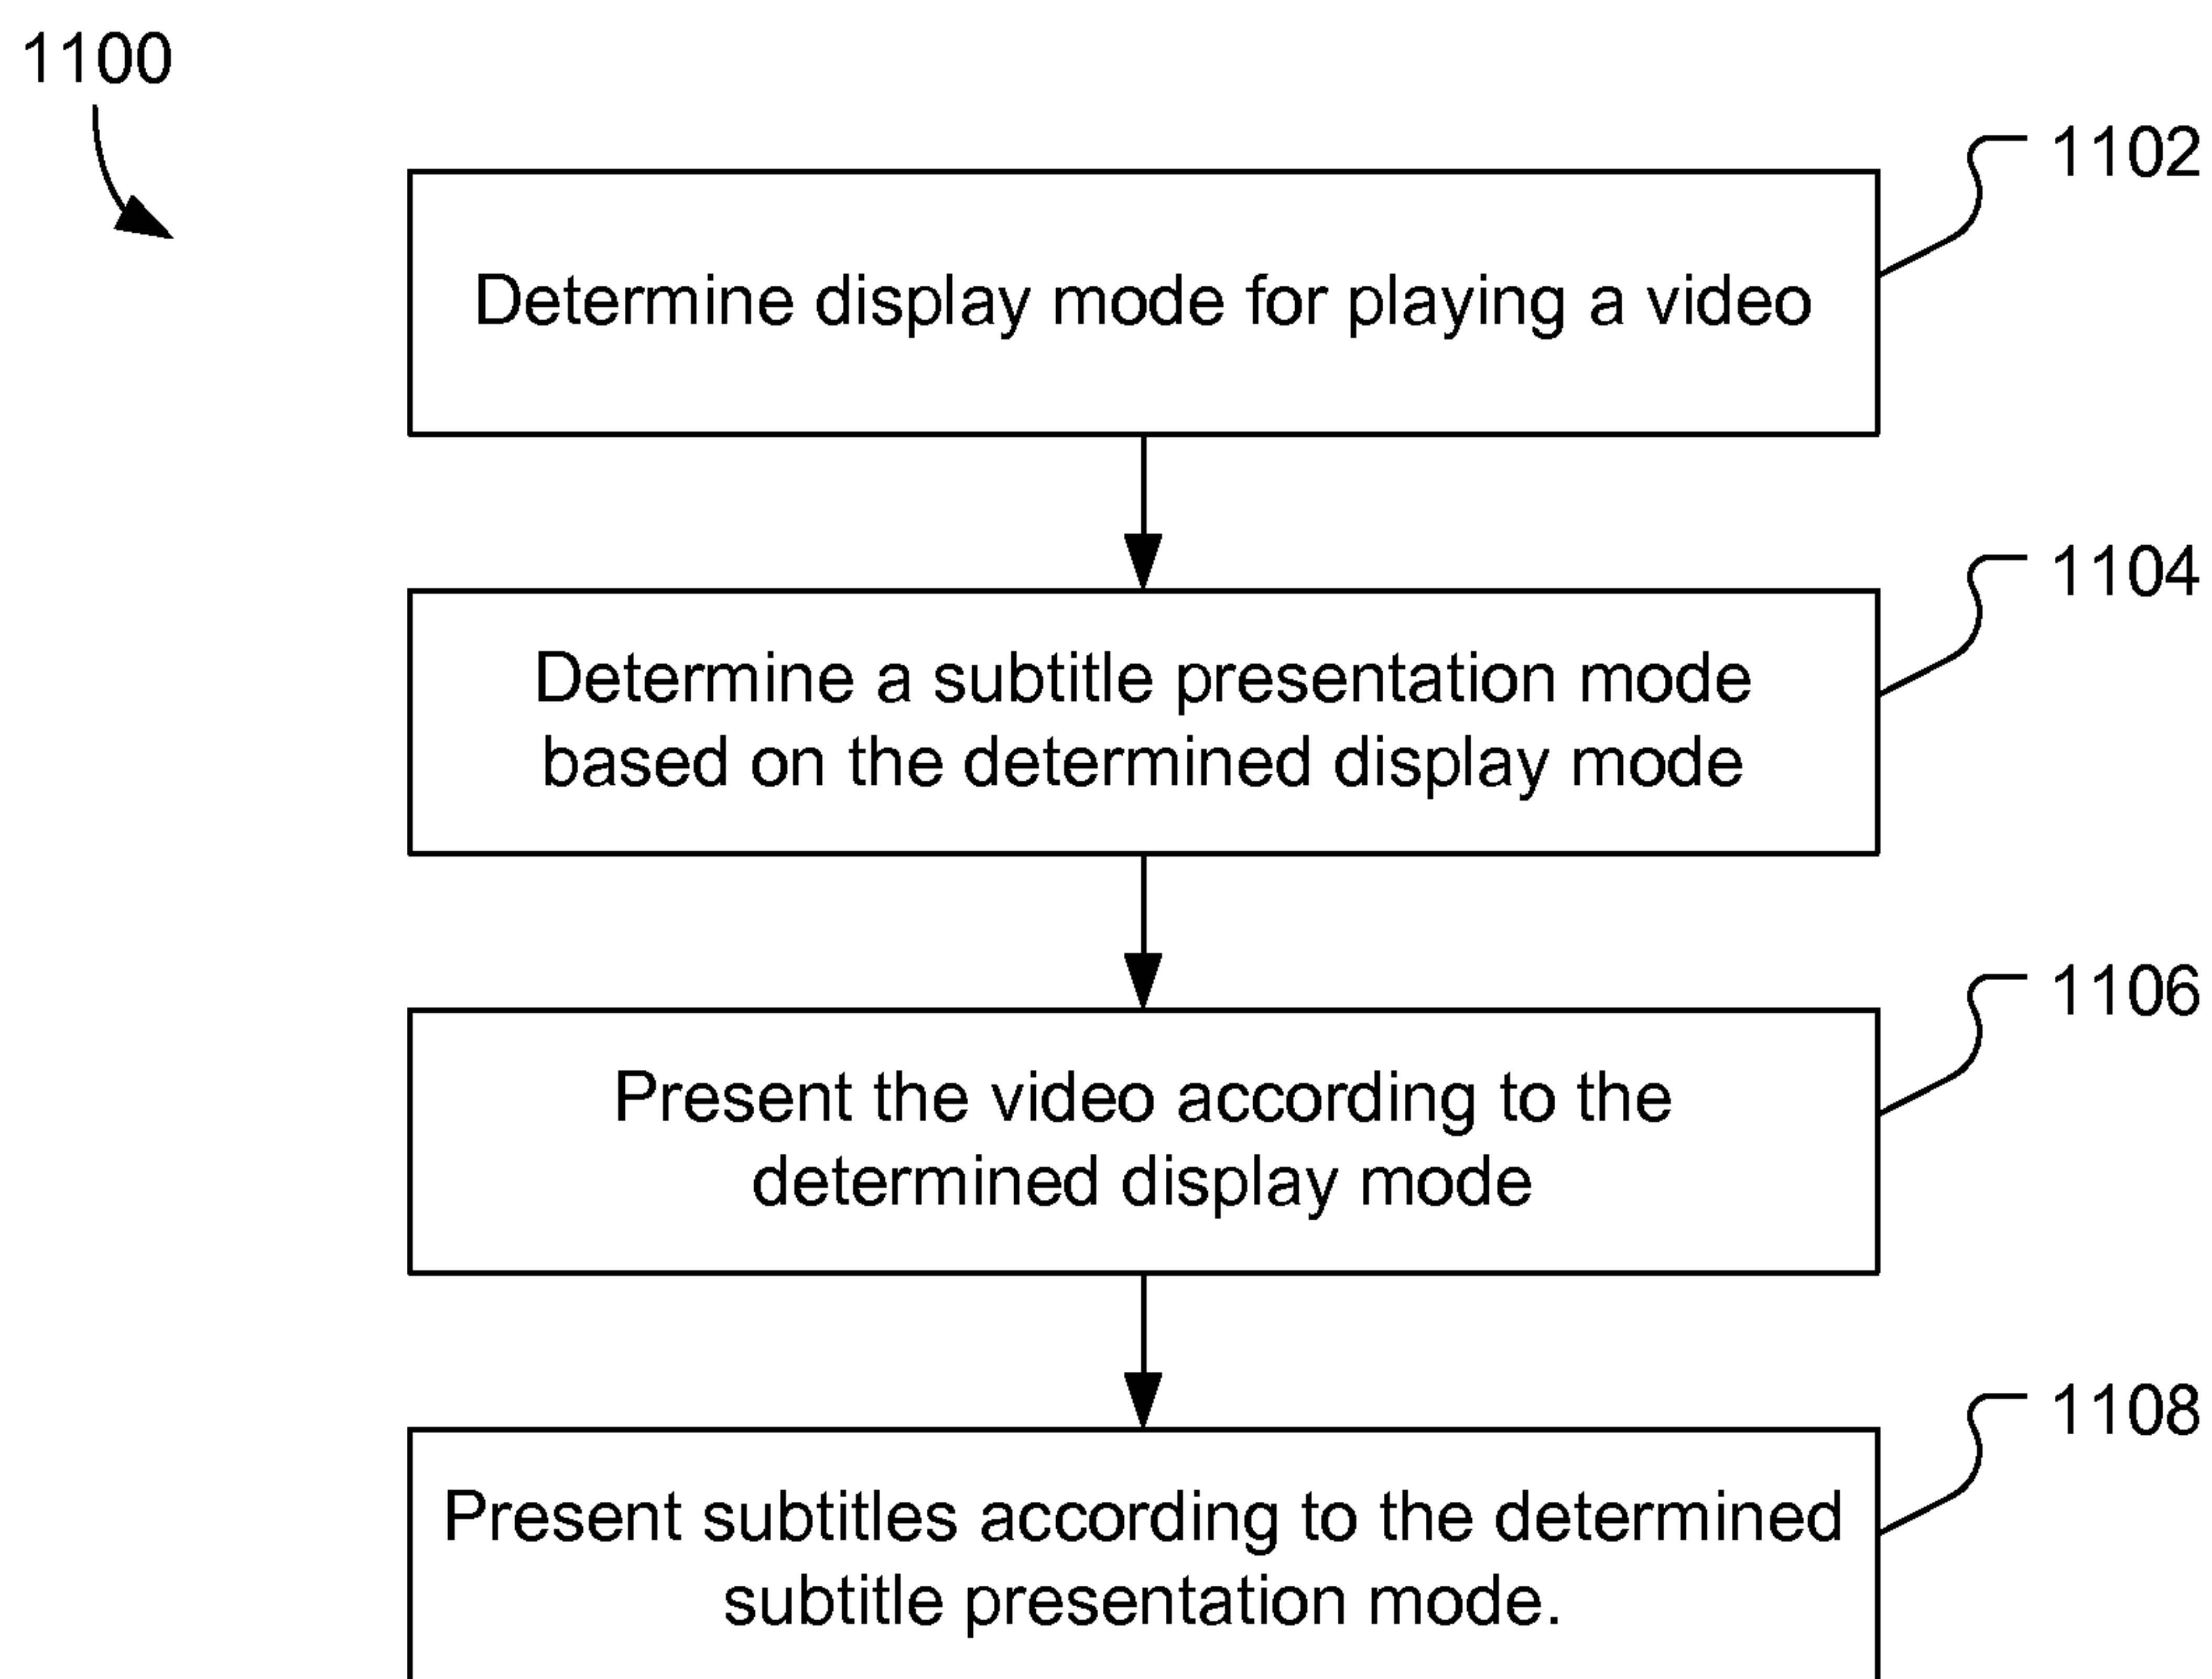 1100
1102
Determine display mode for playing a video
1104
Determine a subtitle presentation mode
based on the determined display mode
1106
Present the video according to the
determined display mode
1108
Present subtitles according to the determined
subtitle presentation mode.